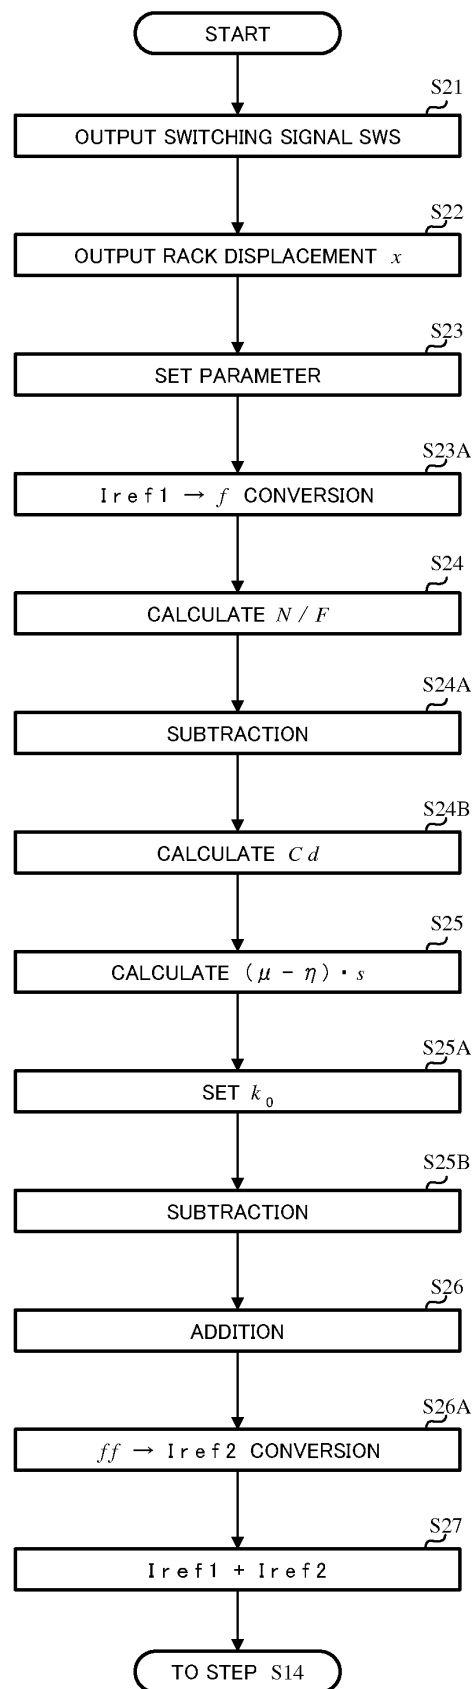 START
S21
OUTPUT SWITCHING SIGNAL SWS
S22
OUTPUT RACK DISPLACEMENT x
S23
SET PARAMETER
S23A
Iref1 → f CONVERSION
S24
CALCULATE N / F
S24A
SUBTRACTION
S24B
CALCULATE Cd
S25
CALCULATE (μ - η) · s
S25A
SET k₀
S25B
SUBTRACTION
S26
ADDITION
S26A
ff → Iref2 CONVERSION
S27
Iref1 + Iref2
TO STEP S14